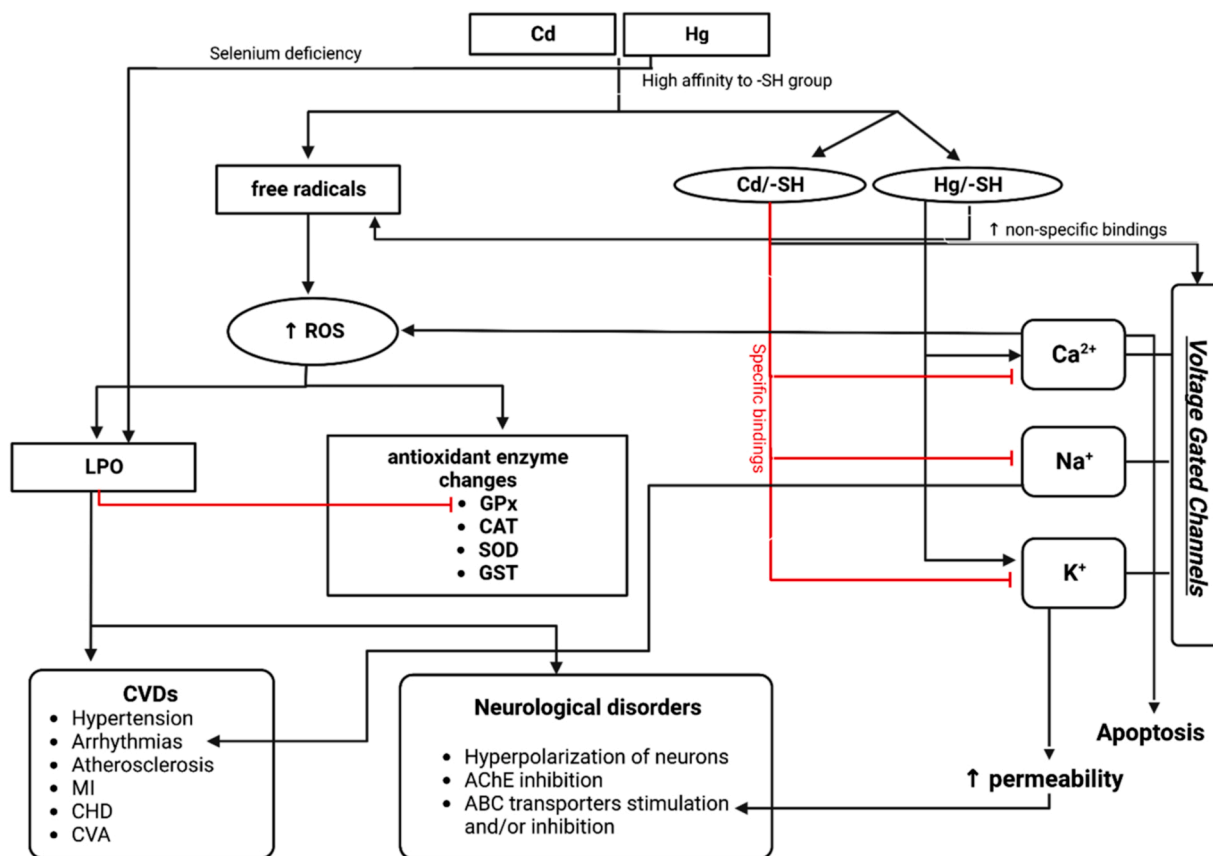 Cd
Hg
Selenium deficiency
High affinity to -SH group
free radicals
Cd/-SH
Hg/-SH
↑ non-specific bindings
↑ ROS
Specific bindings
Ca²⁺
Voltage Gated Channels
LPO
antioxidant enzyme
changes
• GPx
• CAT
• SOD
• GST
Na⁺
K⁺
CVDs
• Hypertension
• Arrhythmias
• Atherosclerosis
• MI
• CHD
• CVA
Neurological disorders
• Hyperpolarization of neurons
• AChE inhibition
• ABC transporters stimulation
and/or inhibition
Apoptosis
↑ permeability